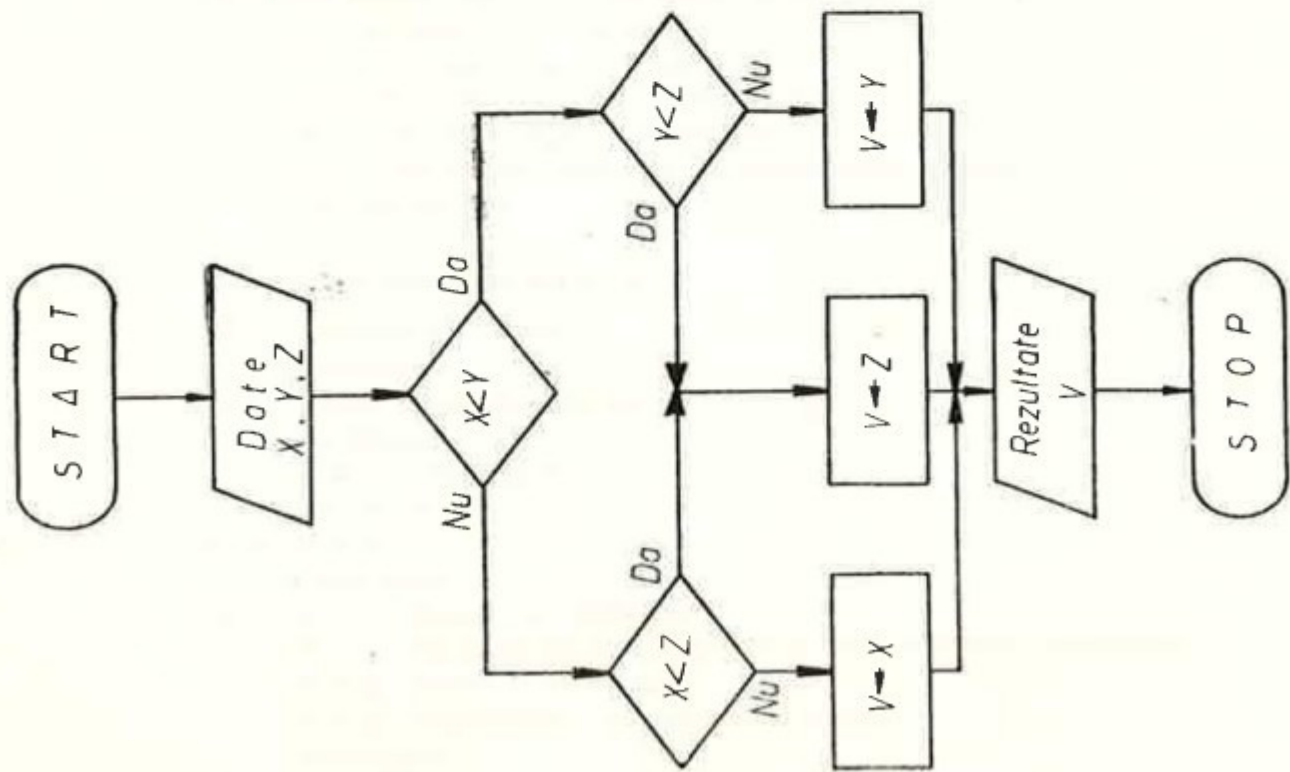 START
Date
X, Y, Z
X<Y
Nu
Da
X<Z
Da
Nu
Y<Z
Da
Nu
V←X
V←Z
V←Y
Rezultate
V
STOP